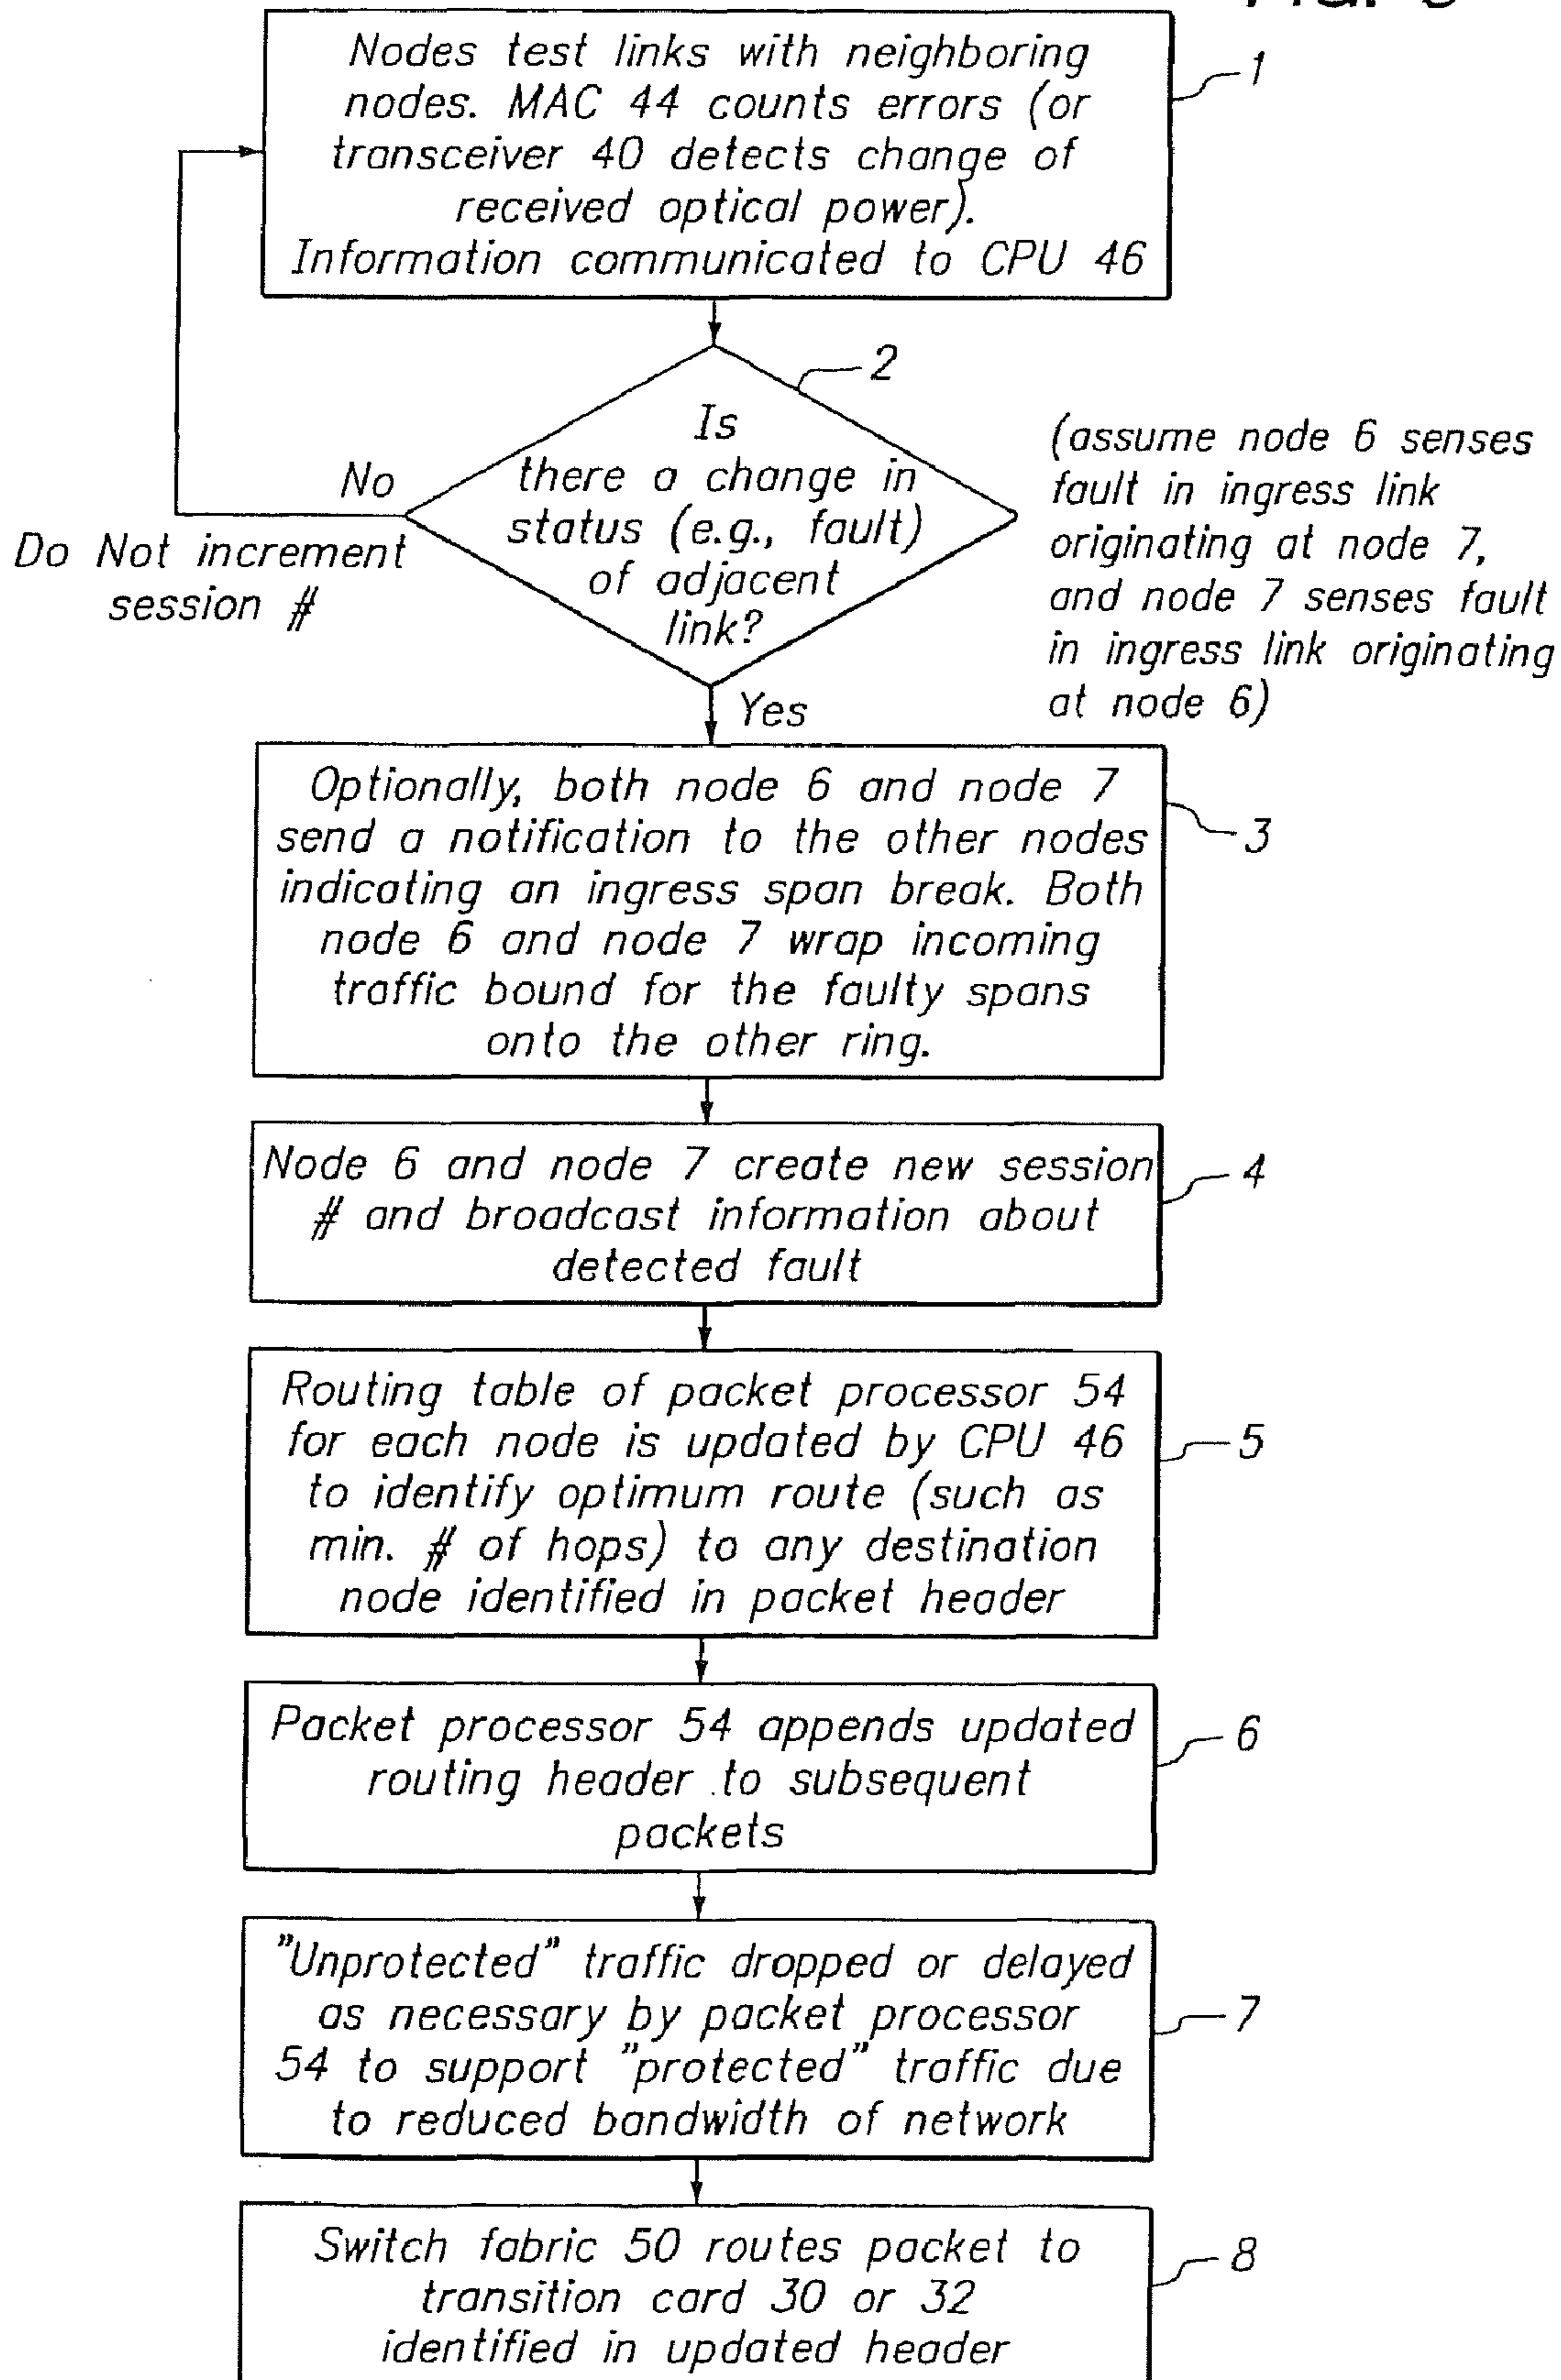 Nodes test links with neighboring
nodes. MAC 44 counts errors (or
transceiver 40 detects change of
received optical power).
Information communicated to CPU 46
1
2
Is
there a change in
status (e.g., fault)
of adjacent
link?
No
Do Not increment
session #
(assume node 6 senses
fault in ingress link
originating at node 7,
and node 7 senses fault
in ingress link originating
at node 6)
Yes
Optionally, both node 6 and node 7
send a notification to the other nodes
indicating an ingress span break. Both
node 6 and node 7 wrap incoming
traffic bound for the faulty spans
onto the other ring.
3
Node 6 and node 7 create new session
# and broadcast information about
detected fault
4
Routing table of packet processor 54
for each node is updated by CPU 46
to identify optimum route (such as
min. # of hops) to any destination
node identified in packet header
5
Packet processor 54 appends updated
routing header to subsequent
packets
6
"Unprotected" traffic dropped or delayed
as necessary by packet processor
54 to support "protected" traffic due
to reduced bandwidth of network
7
Switch fabric 50 routes packet to
transition card 30 or 32
identified in updated header
8